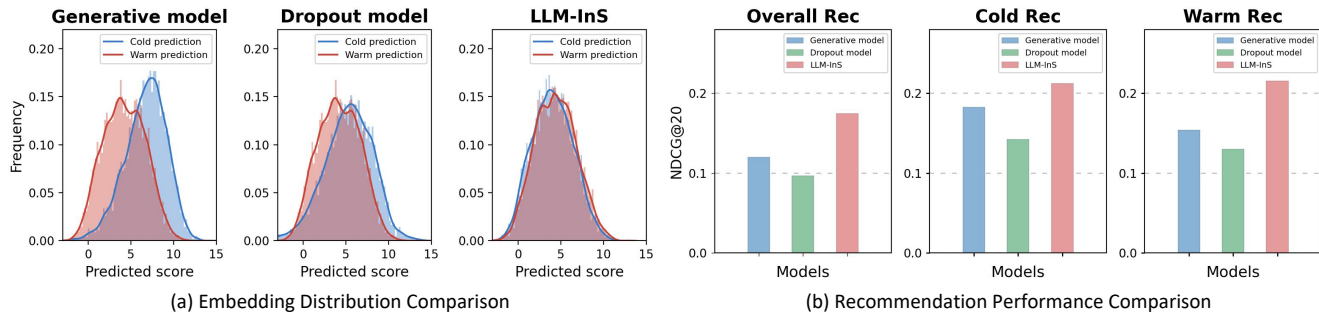 Generative model
Dropout model
LLM-InS
Cold prediction
Warm prediction
Cold prediction
Warm prediction
Cold prediction
Warm prediction
Frequency
0.20
0.15
0.10
0.05
0.00
0.20
0.15
0.10
0.05
0.00
0.20
0.15
0.10
0.05
0.00
0 5 10 15
0 5 10 15
0 5 10 15
Predicted score
Predicted score
Predicted score
(a) Embedding Distribution Comparison
Overall Rec
Cold Rec
Warm Rec
Generative model
Dropout model
LLM-InS
Generative model
Dropout model
LLM-InS
Generative model
Dropout model
LLM-InS
NDCG@20
0.2
0.1
0.0
0.2
0.1
0.0
0.2
0.1
0.0
Models
Models
Models
(b) Recommendation Performance Comparison